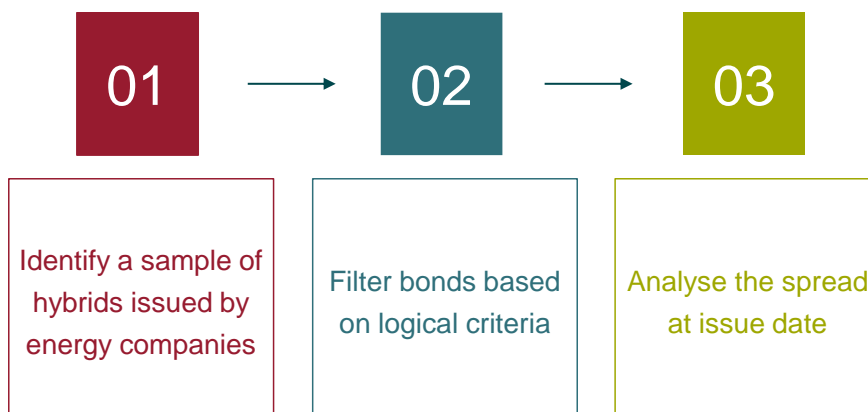 01
02
03
Identify a sample of
hybrids issued by
energy companies
Filter bonds based
on logical criteria
Analyse the spread
at issue date